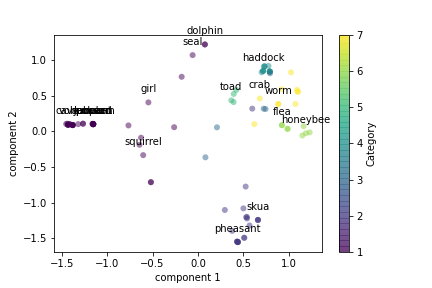 dolphin
seal
haddock
girl
toad
crab
worm
flea
honeybee
squirrel
skua
pheasant
1.0
0.5
0.0
−0.5
−1.0
−1.5
component 2
−1.5
−1.0
−0.5
0.0
0.5
1.0
component 1
7
6
5
4
3
2
1
Category